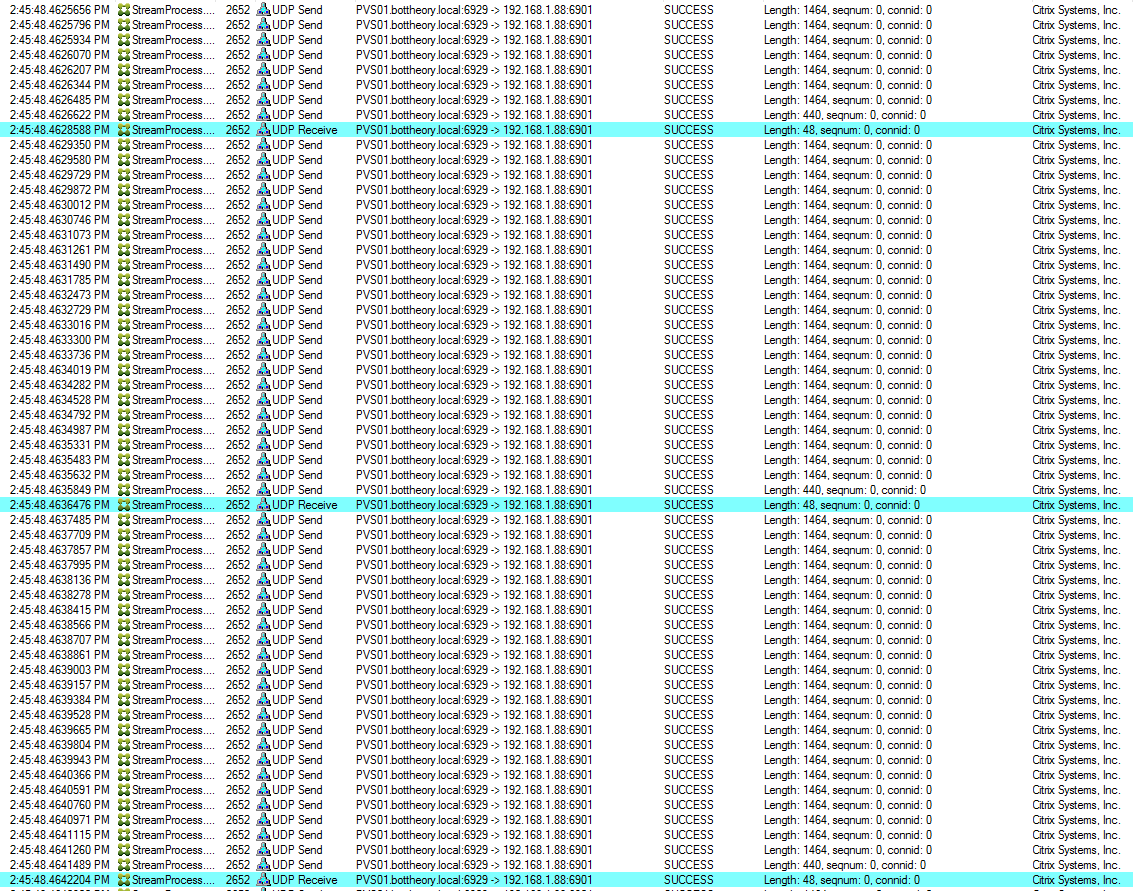 2:45:48.4625656 PM StreamProcess.... 2652 UDP Send PVS01.bottheory.local:6929 -> 192.168.1.88:6901 SUCCESS Length: 1464, seqnum: 0, connid: 0 Citrix Systems, Inc.
2:45:48.4625796 PM StreamProcess.... 2652 UDP Send PVS01.bottheory.local:6929 -> 192.168.1.88:6901 SUCCESS Length: 1464, seqnum: 0, connid: 0 Citrix Systems, Inc.
2:45:48.4625934 PM StreamProcess.... 2652 UDP Send PVS01.bottheory.local:6929 -> 192.168.1.88:6901 SUCCESS Length: 1464, seqnum: 0, connid: 0 Citrix Systems, Inc.
2:45:48.4626070 PM StreamProcess.... 2652 UDP Send PVS01.bottheory.local:6929 -> 192.168.1.88:6901 SUCCESS Length: 1464, seqnum: 0, connid: 0 Citrix Systems, Inc.
2:45:48.4626207 PM StreamProcess.... 2652 UDP Send PVS01.bottheory.local:6929 -> 192.168.1.88:6901 SUCCESS Length: 1464, seqnum: 0, connid: 0 Citrix Systems, Inc.
2:45:48.4626344 PM StreamProcess.... 2652 UDP Send PVS01.bottheory.local:6929 -> 192.168.1.88:6901 SUCCESS Length: 1464, seqnum: 0, connid: 0 Citrix Systems, Inc.
2:45:48.4626485 PM StreamProcess.... 2652 UDP Send PVS01.bottheory.local:6929 -> 192.168.1.88:6901 SUCCESS Length: 1464, seqnum: 0, connid: 0 Citrix Systems, Inc.
2:45:48.4626622 PM StreamProcess.... 2652 UDP Send PVS01.bottheory.local:6929 -> 192.168.1.88:6901 SUCCESS Length: 440, seqnum: 0, connid: 0 Citrix Systems, Inc.
2:45:48.4628588 PM StreamProcess.... 2652 UDP Receive PVS01.bottheory.local:6929 -> 192.168.1.88:6901 SUCCESS Length: 48, seqnum: 0, connid: 0 Citrix Systems, Inc.
2:45:48.4629350 PM StreamProcess.... 2652 UDP Send PVS01.bottheory.local:6929 -> 192.168.1.88:6901 SUCCESS Length: 1464, seqnum: 0, connid: 0 Citrix Systems, Inc.
2:45:48.4629580 PM StreamProcess.... 2652 UDP Send PVS01.bottheory.local:6929 -> 192.168.1.88:6901 SUCCESS Length: 1464, seqnum: 0, connid: 0 Citrix Systems, Inc.
2:45:48.4629729 PM StreamProcess.... 2652 UDP Send PVS01.bottheory.local:6929 -> 192.168.1.88:6901 SUCCESS Length: 1464, seqnum: 0, connid: 0 Citrix Systems, Inc.
2:45:48.4629872 PM StreamProcess.... 2652 UDP Send PVS01.bottheory.local:6929 -> 192.168.1.88:6901 SUCCESS Length: 1464, seqnum: 0, connid: 0 Citrix Systems, Inc.
2:45:48.4630012 PM StreamProcess.... 2652 UDP Send PVS01.bottheory.local:6929 -> 192.168.1.88:6901 SUCCESS Length: 1464, seqnum: 0, connid: 0 Citrix Systems, Inc.
2:45:48.4630746 PM StreamProcess.... 2652 UDP Send PVS01.bottheory.local:6929 -> 192.168.1.88:6901 SUCCESS Length: 1464, seqnum: 0, connid: 0 Citrix Systems, Inc.
2:45:48.4631073 PM StreamProcess.... 2652 UDP Send PVS01.bottheory.local:6929 -> 192.168.1.88:6901 SUCCESS Length: 1464, seqnum: 0, connid: 0 Citrix Systems, Inc.
2:45:48.4631261 PM StreamProcess.... 2652 UDP Send PVS01.bottheory.local:6929 -> 192.168.1.88:6901 SUCCESS Length: 1464, seqnum: 0, connid: 0 Citrix Systems, Inc.
2:45:48.4631490 PM StreamProcess.... 2652 UDP Send PVS01.bottheory.local:6929 -> 192.168.1.88:6901 SUCCESS Length: 1464, seqnum: 0, connid: 0 Citrix Systems, Inc.
2:45:48.4631785 PM StreamProcess.... 2652 UDP Send PVS01.bottheory.local:6929 -> 192.168.1.88:6901 SUCCESS Length: 1464, seqnum: 0, connid: 0 Citrix Systems, Inc.
2:45:48.4632473 PM StreamProcess.... 2652 UDP Send PVS01.bottheory.local:6929 -> 192.168.1.88:6901 SUCCESS Length: 1464, seqnum: 0, connid: 0 Citrix Systems, Inc.
2:45:48.4632729 PM StreamProcess.... 2652 UDP Send PVS01.bottheory.local:6929 -> 192.168.1.88:6901 SUCCESS Length: 1464, seqnum: 0, connid: 0 Citrix Systems, Inc.
2:45:48.4633016 PM StreamProcess.... 2652 UDP Send PVS01.bottheory.local:6929 -> 192.168.1.88:6901 SUCCESS Length: 1464, seqnum: 0, connid: 0 Citrix Systems, Inc.
2:45:48.4633300 PM StreamProcess.... 2652 UDP Send PVS01.bottheory.local:6929 -> 192.168.1.88:6901 SUCCESS Length: 1464, seqnum: 0, connid: 0 Citrix Systems, Inc.
2:45:48.4633736 PM StreamProcess.... 2652 UDP Send PVS01.bottheory.local:6929 -> 192.168.1.88:6901 SUCCESS Length: 1464, seqnum: 0, connid: 0 Citrix Systems, Inc.
2:45:48.4634019 PM StreamProcess.... 2652 UDP Send PVS01.bottheory.local:6929 -> 192.168.1.88:6901 SUCCESS Length: 1464, seqnum: 0, connid: 0 Citrix Systems, Inc.
2:45:48.4634282 PM StreamProcess.... 2652 UDP Send PVS01.bottheory.local:6929 -> 192.168.1.88:6901 SUCCESS Length: 1464, seqnum: 0, connid: 0 Citrix Systems, Inc.
2:45:48.4634528 PM StreamProcess.... 2652 UDP Send PVS01.bottheory.local:6929 -> 192.168.1.88:6901 SUCCESS Length: 1464, seqnum: 0, connid: 0 Citrix Systems, Inc.
2:45:48.4634792 PM StreamProcess.... 2652 UDP Send PVS01.bottheory.local:6929 -> 192.168.1.88:6901 SUCCESS Length: 1464, seqnum: 0, connid: 0 Citrix Systems, Inc.
2:45:48.4634987 PM StreamProcess.... 2652 UDP Send PVS01.bottheory.local:6929 -> 192.168.1.88:6901 SUCCESS Length: 1464, seqnum: 0, connid: 0 Citrix Systems, Inc.
2:45:48.4635331 PM StreamProcess.... 2652 UDP Send PVS01.bottheory.local:6929 -> 192.168.1.88:6901 SUCCESS Length: 1464, seqnum: 0, connid: 0 Citrix Systems, Inc.
2:45:48.4635483 PM StreamProcess.... 2652 UDP Send PVS01.bottheory.local:6929 -> 192.168.1.88:6901 SUCCESS Length: 1464, seqnum: 0, connid: 0 Citrix Systems, Inc.
2:45:48.4635632 PM StreamProcess.... 2652 UDP Send PVS01.bottheory.local:6929 -> 192.168.1.88:6901 SUCCESS Length: 1464, seqnum: 0, connid: 0 Citrix Systems, Inc.
2:45:48.4635849 PM StreamProcess.... 2652 UDP Send PVS01.bottheory.local:6929 -> 192.168.1.88:6901 SUCCESS Length: 440, seqnum: 0, connid: 0 Citrix Systems, Inc.
2:45:48.4636476 PM StreamProcess.... 2652 UDP Receive PVS01.bottheory.local:6929 -> 192.168.1.88:6901 SUCCESS Length: 48, seqnum: 0, connid: 0 Citrix Systems, Inc.
2:45:48.4637485 PM StreamProcess.... 2652 UDP Send PVS01.bottheory.local:6929 -> 192.168.1.88:6901 SUCCESS Length: 1464, seqnum: 0, connid: 0 Citrix Systems, Inc.
2:45:48.4637709 PM StreamProcess.... 2652 UDP Send PVS01.bottheory.local:6929 -> 192.168.1.88:6901 SUCCESS Length: 1464, seqnum: 0, connid: 0 Citrix Systems, Inc.
2:45:48.4637857 PM StreamProcess.... 2652 UDP Send PVS01.bottheory.local:6929 -> 192.168.1.88:6901 SUCCESS Length: 1464, seqnum: 0, connid: 0 Citrix Systems, Inc.
2:45:48.4637995 PM StreamProcess.... 2652 UDP Send PVS01.bottheory.local:6929 -> 192.168.1.88:6901 SUCCESS Length: 1464, seqnum: 0, connid: 0 Citrix Systems, Inc.
2:45:48.4638136 PM StreamProcess.... 2652 UDP Send PVS01.bottheory.local:6929 -> 192.168.1.88:6901 SUCCESS Length: 1464, seqnum: 0, connid: 0 Citrix Systems, Inc.
2:45:48.4638278 PM StreamProcess.... 2652 UDP Send PVS01.bottheory.local:6929 -> 192.168.1.88:6901 SUCCESS Length: 1464, seqnum: 0, connid: 0 Citrix Systems, Inc.
2:45:48.4638415 PM StreamProcess.... 2652 UDP Send PVS01.bottheory.local:6929 -> 192.168.1.88:6901 SUCCESS Length: 1464, seqnum: 0, connid: 0 Citrix Systems, Inc.
2:45:48.4638566 PM StreamProcess.... 2652 UDP Send PVS01.bottheory.local:6929 -> 192.168.1.88:6901 SUCCESS Length: 1464, seqnum: 0, connid: 0 Citrix Systems, Inc.
2:45:48.4638707 PM StreamProcess.... 2652 UDP Send PVS01.bottheory.local:6929 -> 192.168.1.88:6901 SUCCESS Length: 1464, seqnum: 0, connid: 0 Citrix Systems, Inc.
2:45:48.4638861 PM StreamProcess.... 2652 UDP Send PVS01.bottheory.local:6929 -> 192.168.1.88:6901 SUCCESS Length: 1464, seqnum: 0, connid: 0 Citrix Systems, Inc.
2:45:48.4639003 PM StreamProcess.... 2652 UDP Send PVS01.bottheory.local:6929 -> 192.168.1.88:6901 SUCCESS Length: 1464, seqnum: 0, connid: 0 Citrix Systems, Inc.
2:45:48.4639157 PM StreamProcess.... 2652 UDP Send PVS01.bottheory.local:6929 -> 192.168.1.88:6901 SUCCESS Length: 1464, seqnum: 0, connid: 0 Citrix Systems, Inc.
2:45:48.4639384 PM StreamProcess.... 2652 UDP Send PVS01.bottheory.local:6929 -> 192.168.1.88:6901 SUCCESS Length: 1464, seqnum: 0, connid: 0 Citrix Systems, Inc.
2:45:48.4639528 PM StreamProcess.... 2652 UDP Send PVS01.bottheory.local:6929 -> 192.168.1.88:6901 SUCCESS Length: 1464, seqnum: 0, connid: 0 Citrix Systems, Inc.
2:45:48.4639665 PM StreamProcess.... 2652 UDP Send PVS01.bottheory.local:6929 -> 192.168.1.88:6901 SUCCESS Length: 1464, seqnum: 0, connid: 0 Citrix Systems, Inc.
2:45:48.4639804 PM StreamProcess.... 2652 UDP Send PVS01.bottheory.local:6929 -> 192.168.1.88:6901 SUCCESS Length: 1464, seqnum: 0, connid: 0 Citrix Systems, Inc.
2:45:48.4639943 PM StreamProcess.... 2652 UDP Send PVS01.bottheory.local:6929 -> 192.168.1.88:6901 SUCCESS Length: 1464, seqnum: 0, connid: 0 Citrix Systems, Inc.
2:45:48.4640366 PM StreamProcess.... 2652 UDP Send PVS01.bottheory.local:6929 -> 192.168.1.88:6901 SUCCESS Length: 1464, seqnum: 0, connid: 0 Citrix Systems, Inc.
2:45:48.4640591 PM StreamProcess.... 2652 UDP Send PVS01.bottheory.local:6929 -> 192.168.1.88:6901 SUCCESS Length: 1464, seqnum: 0, connid: 0 Citrix Systems, Inc.
2:45:48.4640760 PM StreamProcess.... 2652 UDP Send PVS01.bottheory.local:6929 -> 192.168.1.88:6901 SUCCESS Length: 1464, seqnum: 0, connid: 0 Citrix Systems, Inc.
2:45:48.4640971 PM StreamProcess.... 2652 UDP Send PVS01.bottheory.local:6929 -> 192.168.1.88:6901 SUCCESS Length: 1464, seqnum: 0, connid: 0 Citrix Systems, Inc.
2:45:48.4641115 PM StreamProcess.... 2652 UDP Send PVS01.bottheory.local:6929 -> 192.168.1.88:6901 SUCCESS Length: 1464, seqnum: 0, connid: 0 Citrix Systems, Inc.
2:45:48.4641260 PM StreamProcess.... 2652 UDP Send PVS01.bottheory.local:6929 -> 192.168.1.88:6901 SUCCESS Length: 1464, seqnum: 0, connid: 0 Citrix Systems, Inc.
2:45:48.4641489 PM StreamProcess.... 2652 UDP Send PVS01.bottheory.local:6929 -> 192.168.1.88:6901 SUCCESS Length: 440, seqnum: 0, connid: 0 Citrix Systems, Inc.
2:45:48.4642204 PM StreamProcess.... 2652 UDP Receive PVS01.bottheory.local:6929 -> 192.168.1.88:6901 SUCCESS Length: 48, seqnum: 0, connid: 0 Citrix Systems, Inc.